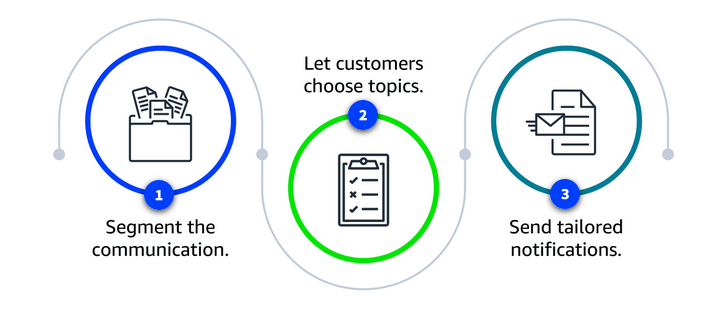 1
Segment the
communication.
Let customers
choose topics.
2
3
Send tailored
notifications.